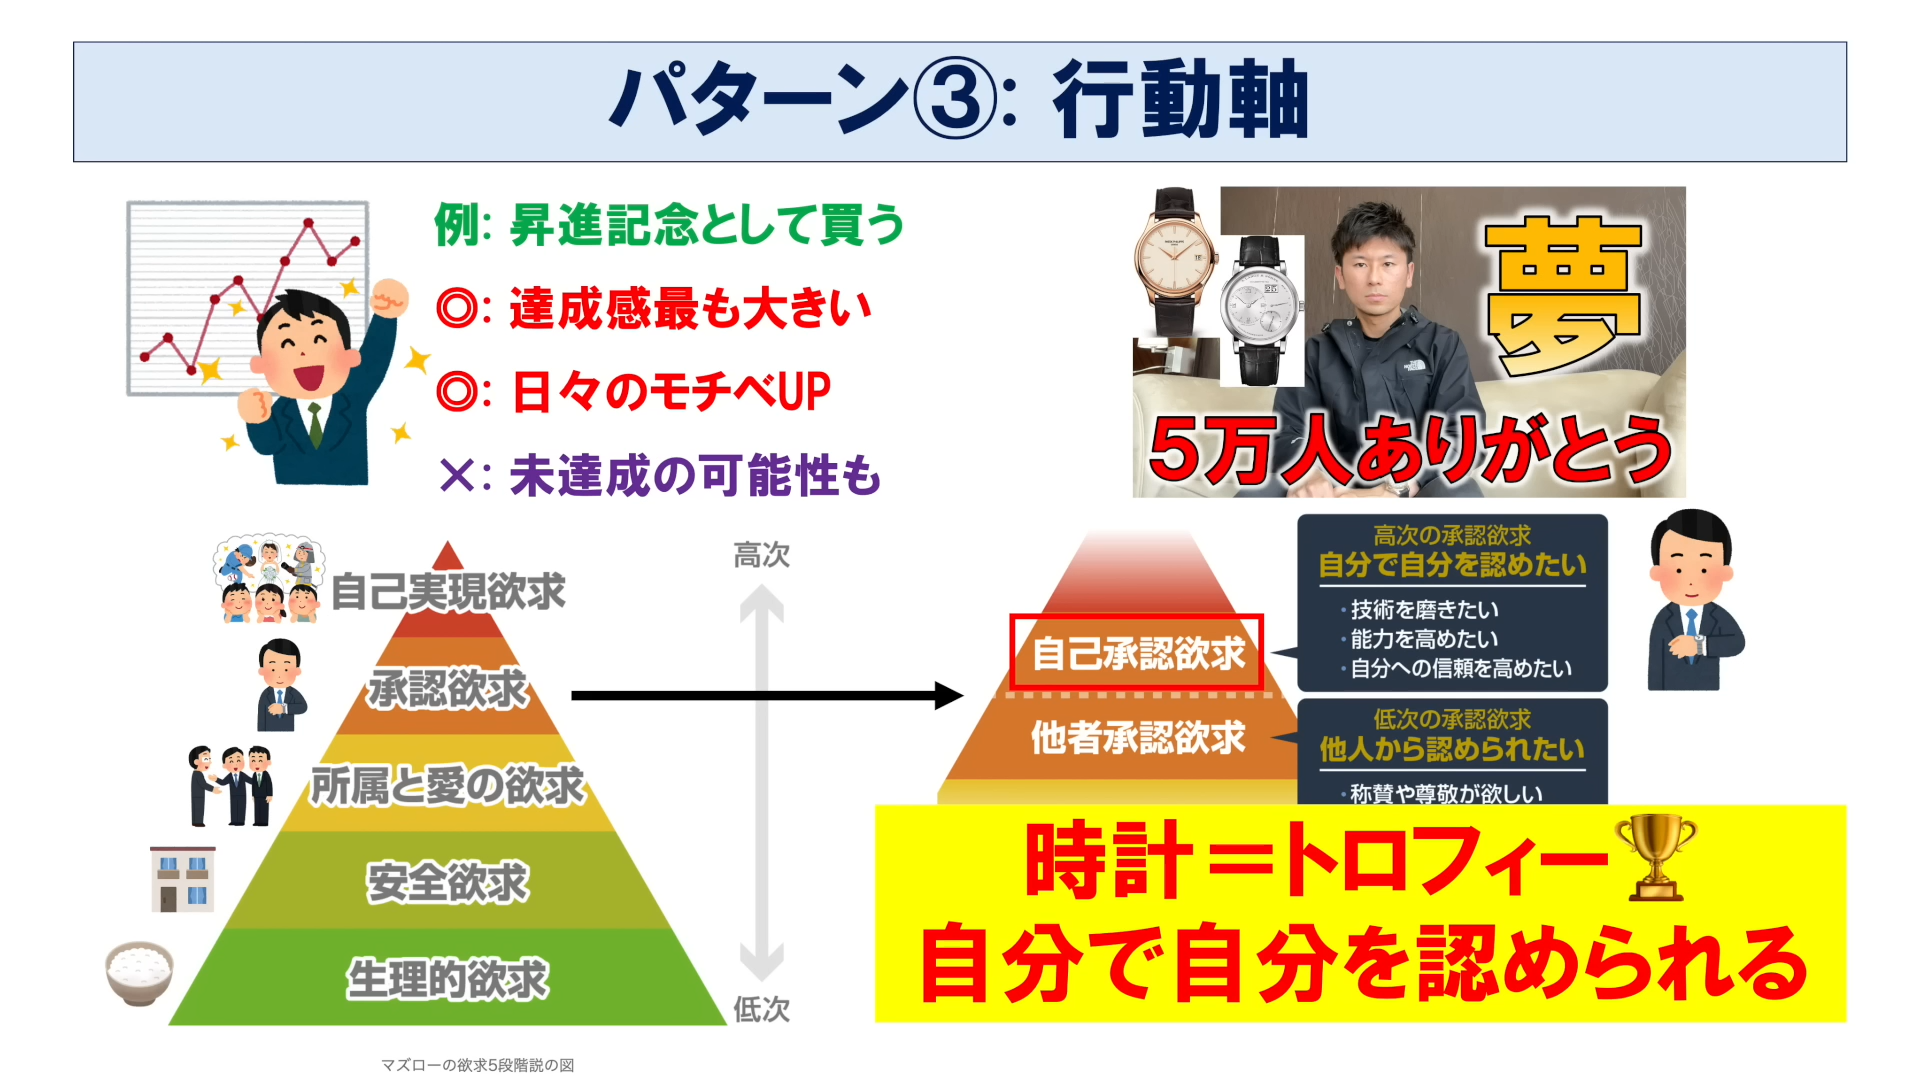 パターン③: 行動軸
例: 昇進記念として買う
◎: 達成感最も大きい
◎: 日々のモチベUP
×: 未達成の可能性も
夢
THE NORTH FACE
5万人ありがとう
自己実現欲求
承認欲求
所属と愛の欲求
安全欲求
生理的欲求
高次
低次
マズローの欲求5段階説の図
自己承認欲求
他者承認欲求
高次の承認欲求
自分で自分を認めたい
・技術を磨きたい
・能力を高めたい
・自分への信頼を高めたい
低次の承認欲求
他人から認められたい
・称賛や尊敬が欲しい
時計=トロフィー🏆
自分で自分を認められる